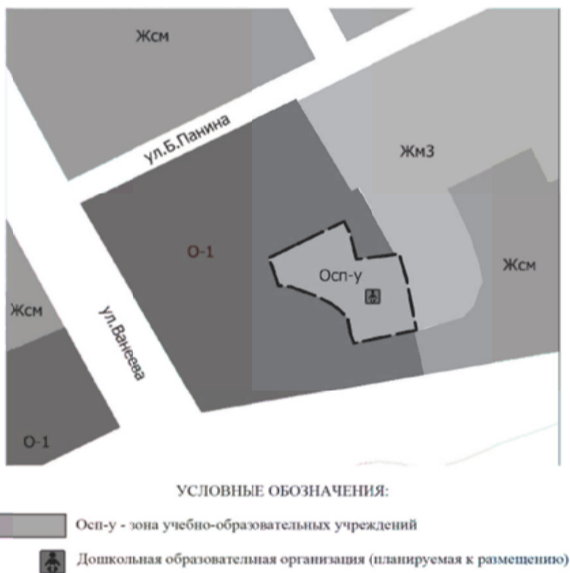 Жсм
ул.Б.Панина
Жм3
О-1
Осп-у
Жсм
Жсм
ул.Ванеева
О-1
УСЛОВНЫЕ ОБОЗНАЧЕНИЯ:
Осп-у - зона учебно-образовательных учреждений
Дошкольная образовательная организация (планируемая к размещению)